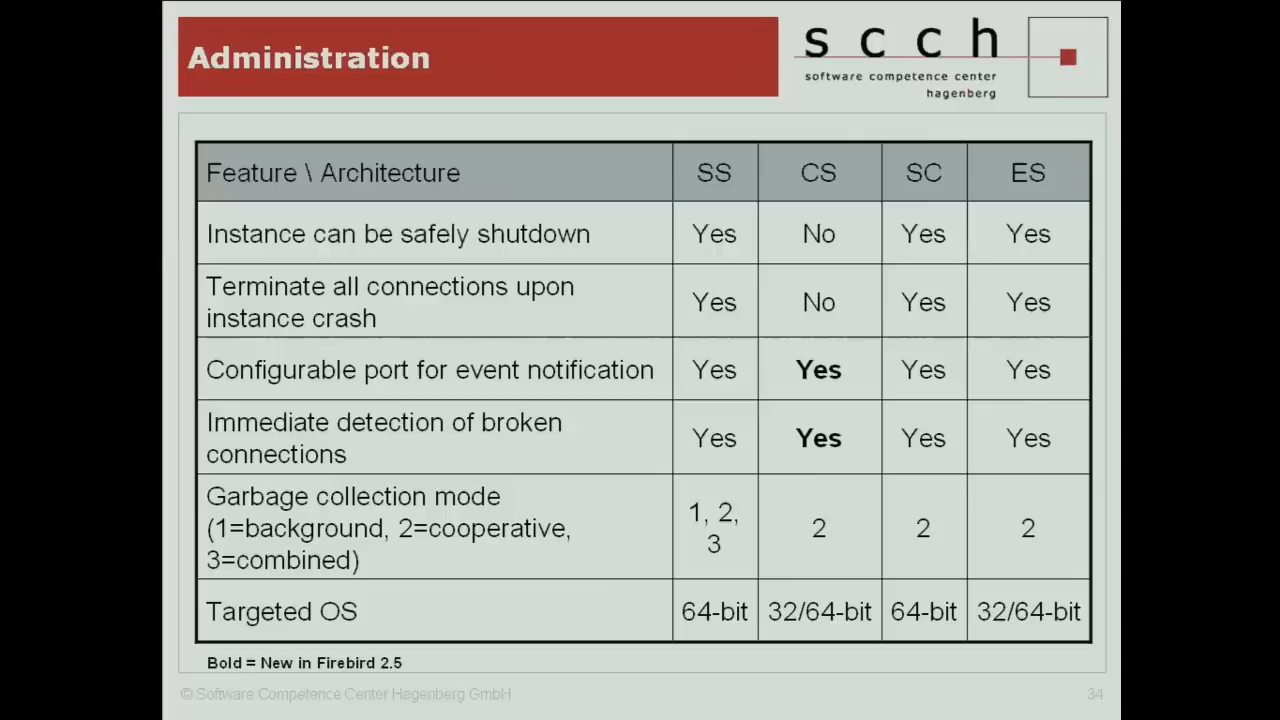 Administration
scch
software competence center
hagenberg
Feature \ Architecture SS CS SC ES
Instance can be safely shutdown Yes No Yes Yes
Terminate all connections upon
instance crash Yes No Yes Yes
Configurable port for event notification Yes Yes Yes Yes
Immediate detection of broken
connections Yes Yes Yes Yes
Garbage collection mode
(1=background, 2=cooperative,
3=combined) 1, 2,
3 2 2 2
Targeted OS 64-bit 32/64-bit 64-bit 32/64-bit
Bold = New in Firebird 2.5
© Software Competence Center Hagenberg GmbH 34